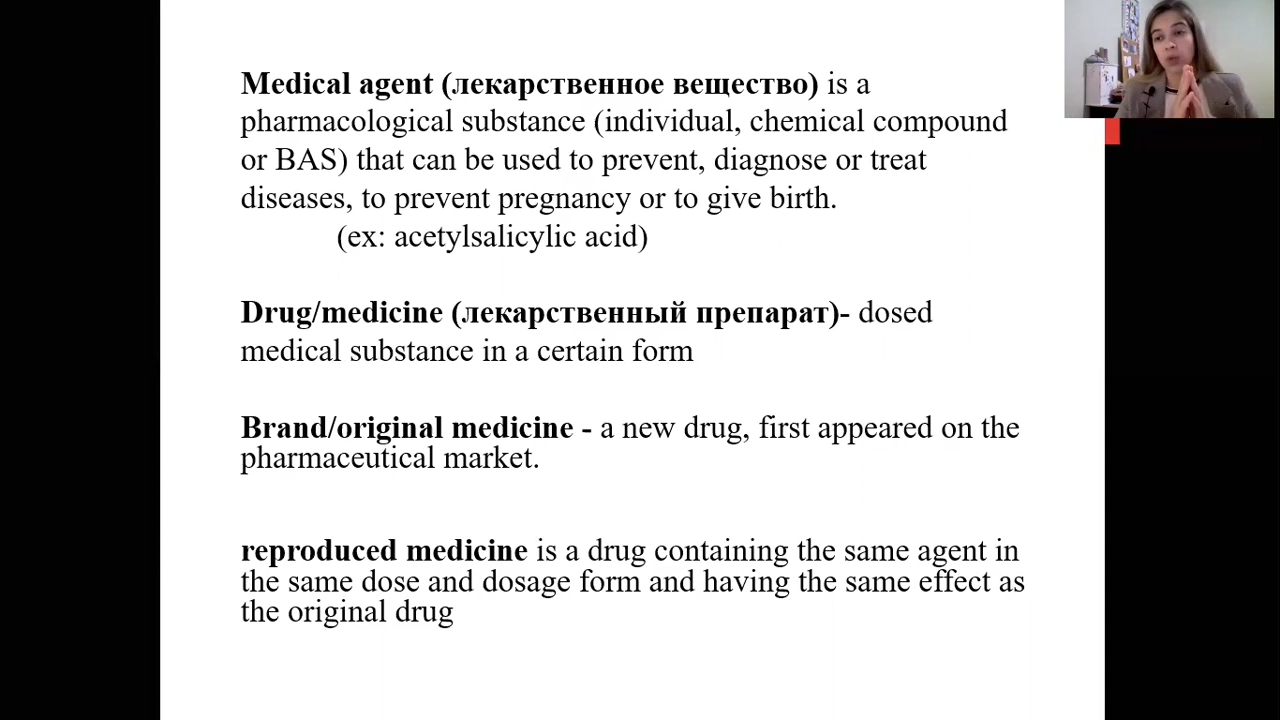 Medical agent (лекарственное вещество) is a
pharmacological substance (individual, chemical compound
or BAS) that can be used to prevent, diagnose or treat
diseases, to prevent pregnancy or to give birth.
(ex: acetylsalicylic acid)
Drug/medicine (лекарственный препарат)- dosed
medical substance in a certain form
Brand/original medicine - a new drug, first appeared on the
pharmaceutical market.
reproduced medicine is a drug containing the same agent in
the same dose and dosage form and having the same effect as
the original drug